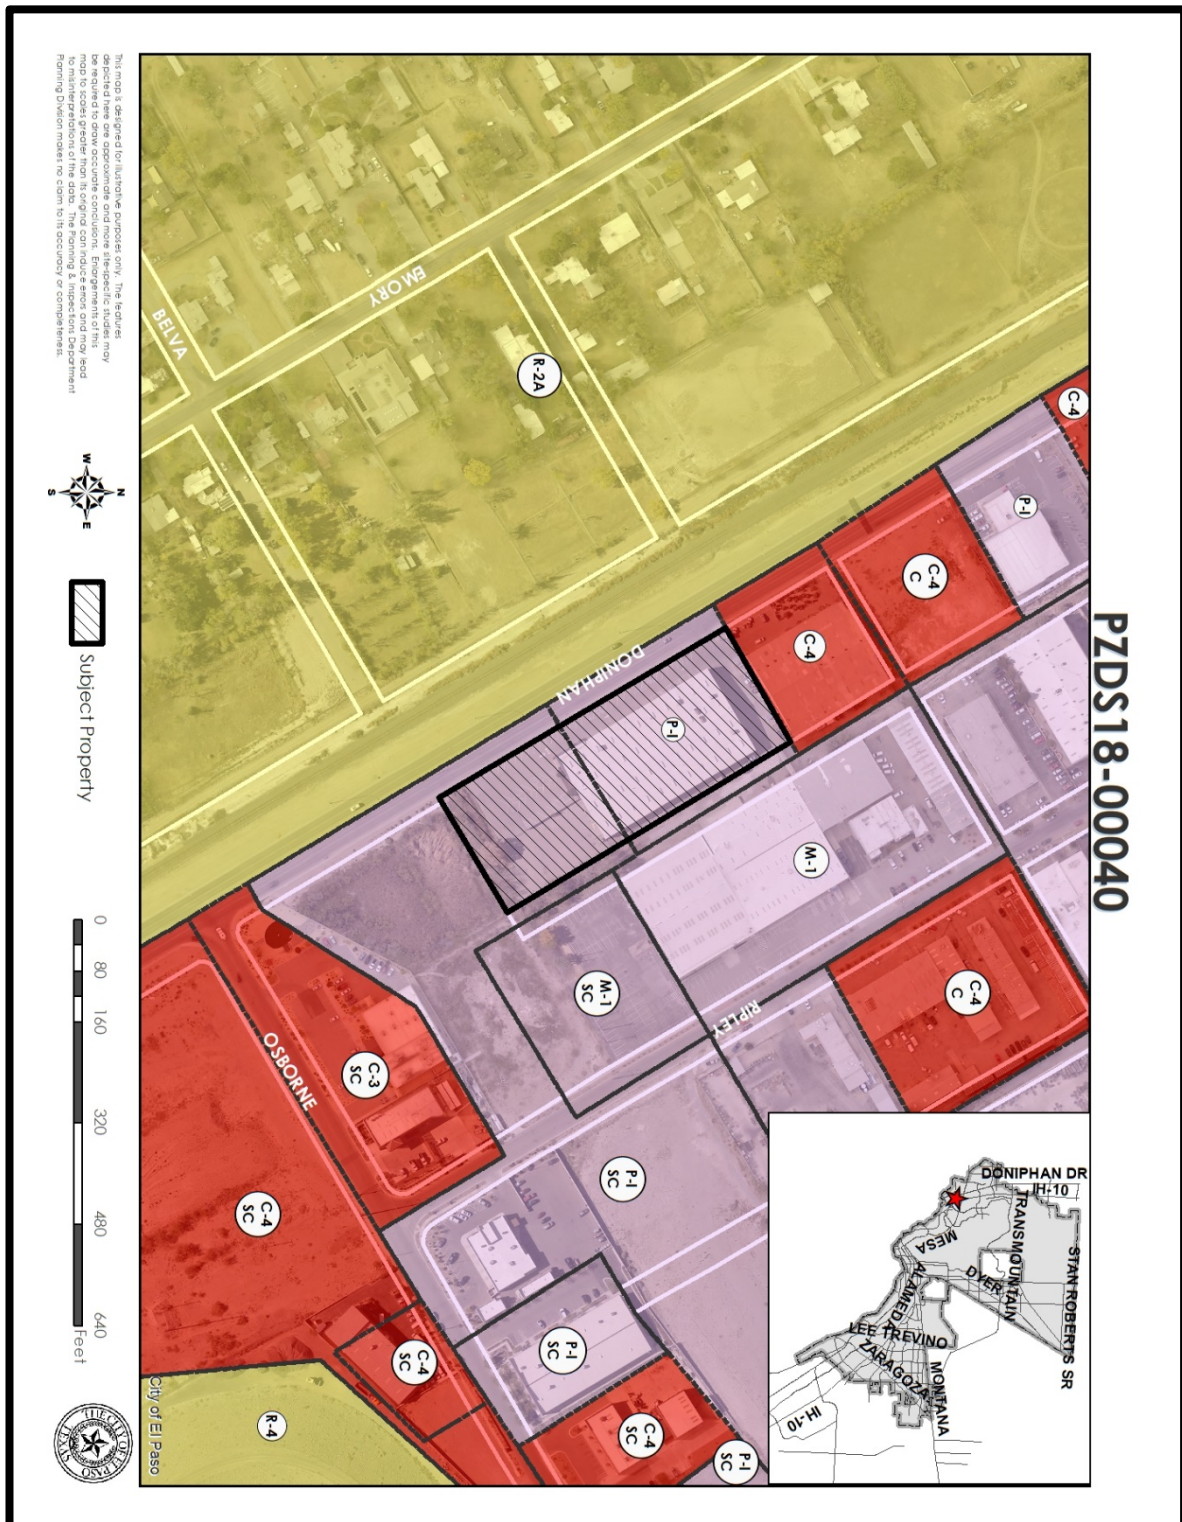 PZDS18-00040
C-4
P-I
C-4
C
C-4
P-I
M-1
C-4
C
M-1
SC
C-3
SC
P-I
SC
C-4
SC
P-I
SC
C-4
SC
C-4
SC
P-I
SC
R-4
R-2A
EMORY
BELVA
DONIPHAN
RIPLEY
OSBORNE
DONIPHAN DR
IH-10
TRANSMOUNTAIN
STAN ROBERTS SR
MESA
DYER
ALAMEDA
LEE TREVINO
ZARAGOZA
MONTANA
IH-10
City of El Paso
This map is designed for illustrative purposes only. The features
depicted here are approximate and more site-specific studies may
be required to draw accurate conclusions. Enlargements of this
map to scales greater than its original can induce errors and may lead
to misinterpretations of the data. The Planning & Inspections Department
Planning Division makes no claim to its accuracy or completeness.
N
W
E
S
Subject Property
0 80 160 320 480 640
Feet
THE CITY OF EL PASO
TEXAS